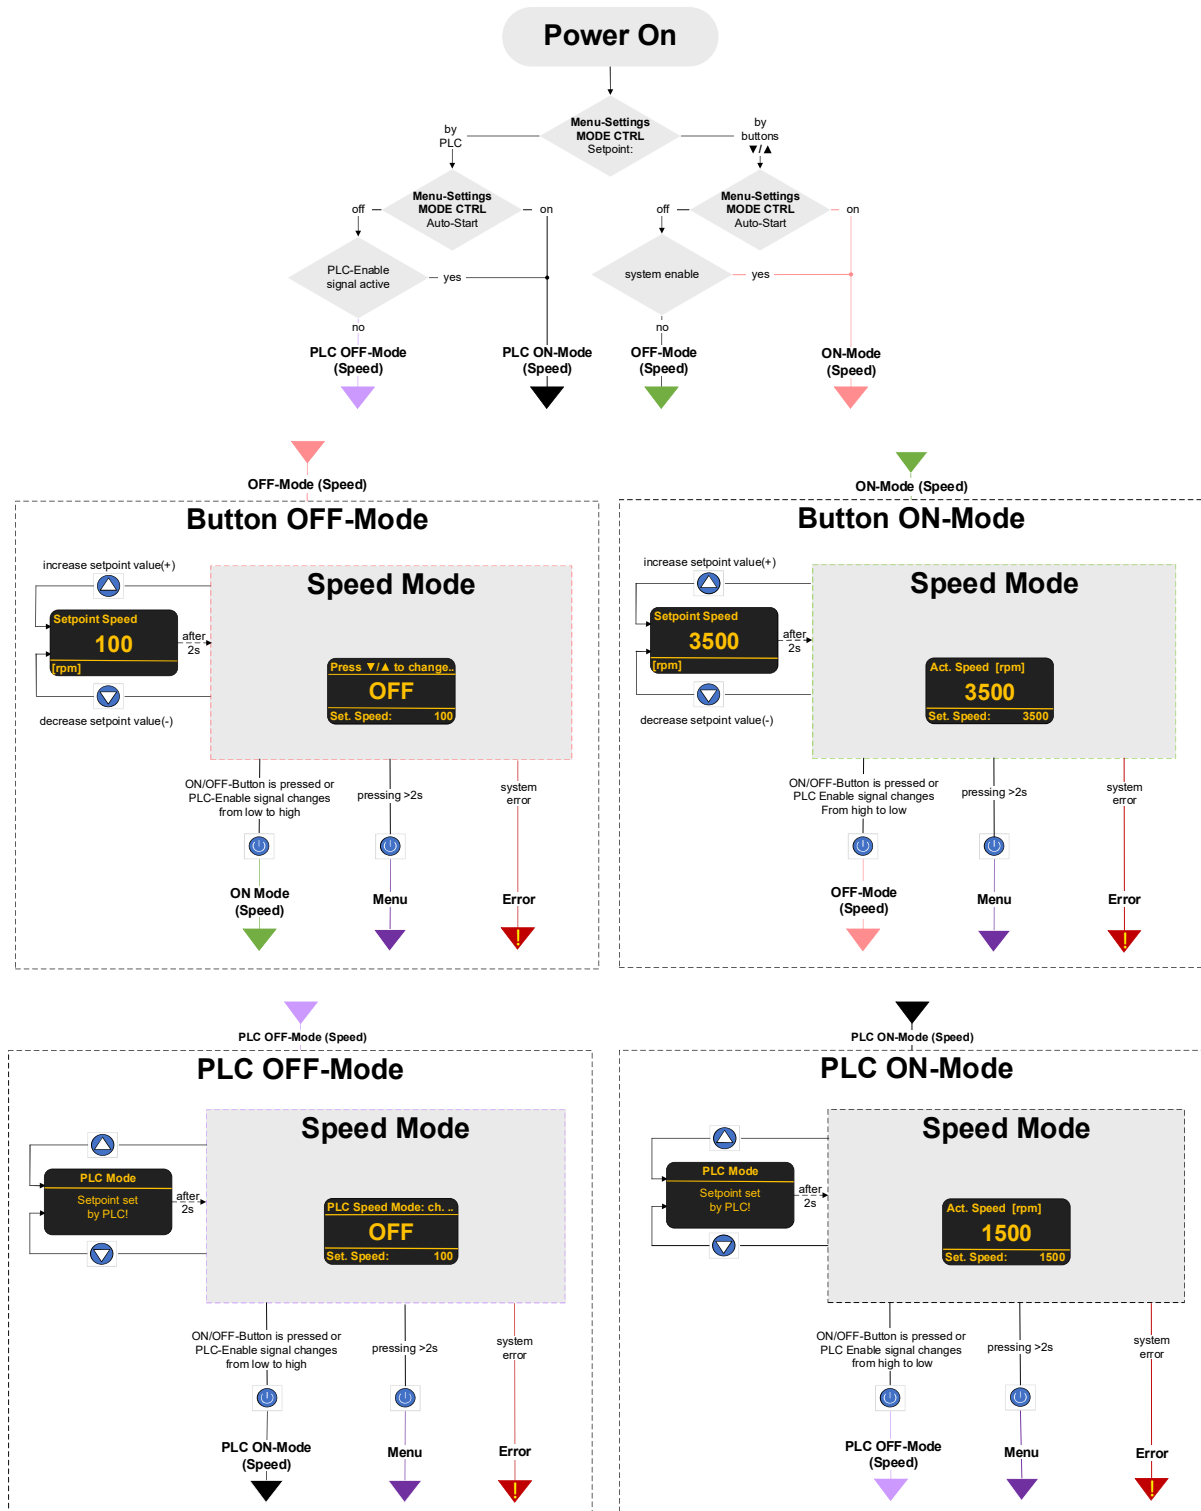 Power On
Menu-Settings
MODE CTRL
Setpoint:
by
PLC
by
buttons
▼/▲
Menu-Settings
MODE CTRL
Auto-Start
off
on
Menu-Settings
MODE CTRL
Auto-Start
off
on
PLC-Enable
signal active
yes
no
system enable
yes
no
PLC OFF-Mode
(Speed)
PLC ON-Mode
(Speed)
OFF-Mode
(Speed)
ON-Mode
(Speed)
OFF-Mode (Speed)
Button OFF-Mode
increase setpoint value(+)
Speed Mode
Setpoint Speed
100
[rpm]
after
2s
decrease setpoint value(-)
Press ▼/▲ to change..
OFF
Set. Speed: 100
ON/OFF-Button is pressed or
PLC-Enable signal changes
from low to high
pressing >2s
system
error
ON Mode
(Speed)
Menu
Error
!
ON-Mode (Speed)
Button ON-Mode
increase setpoint value(+)
Speed Mode
Setpoint Speed
3500
[rpm]
after
2s
decrease setpoint value(-)
Act. Speed [rpm]
3500
Set. Speed: 3500
ON/OFF-Button is pressed or
PLC Enable signal changes
From high to low
pressing >2s
system
error
OFF-Mode
(Speed)
Menu
Error
!
PLC OFF-Mode (Speed)
PLC OFF-Mode
Speed Mode
PLC Mode
Setpoint set
by PLC!
after
2s
PLC Speed Mode: ch. ..
OFF
Set. Speed: 100
ON/OFF-Button is pressed or
PLC-Enable signal changes
from low to high
pressing >2s
system
error
PLC ON-Mode
(Speed)
Menu
Error
!
PLC ON-Mode (Speed)
PLC ON-Mode
Speed Mode
PLC Mode
Setpoint set
by PLC!
after
2s
Act. Speed [rpm]
1500
Set. Speed: 1500
ON/OFF-Button is pressed or
PLC Enable signal changes
From high to low
pressing >2s
system
error
PLC OFF-Mode
(Speed)
Menu
Error
!